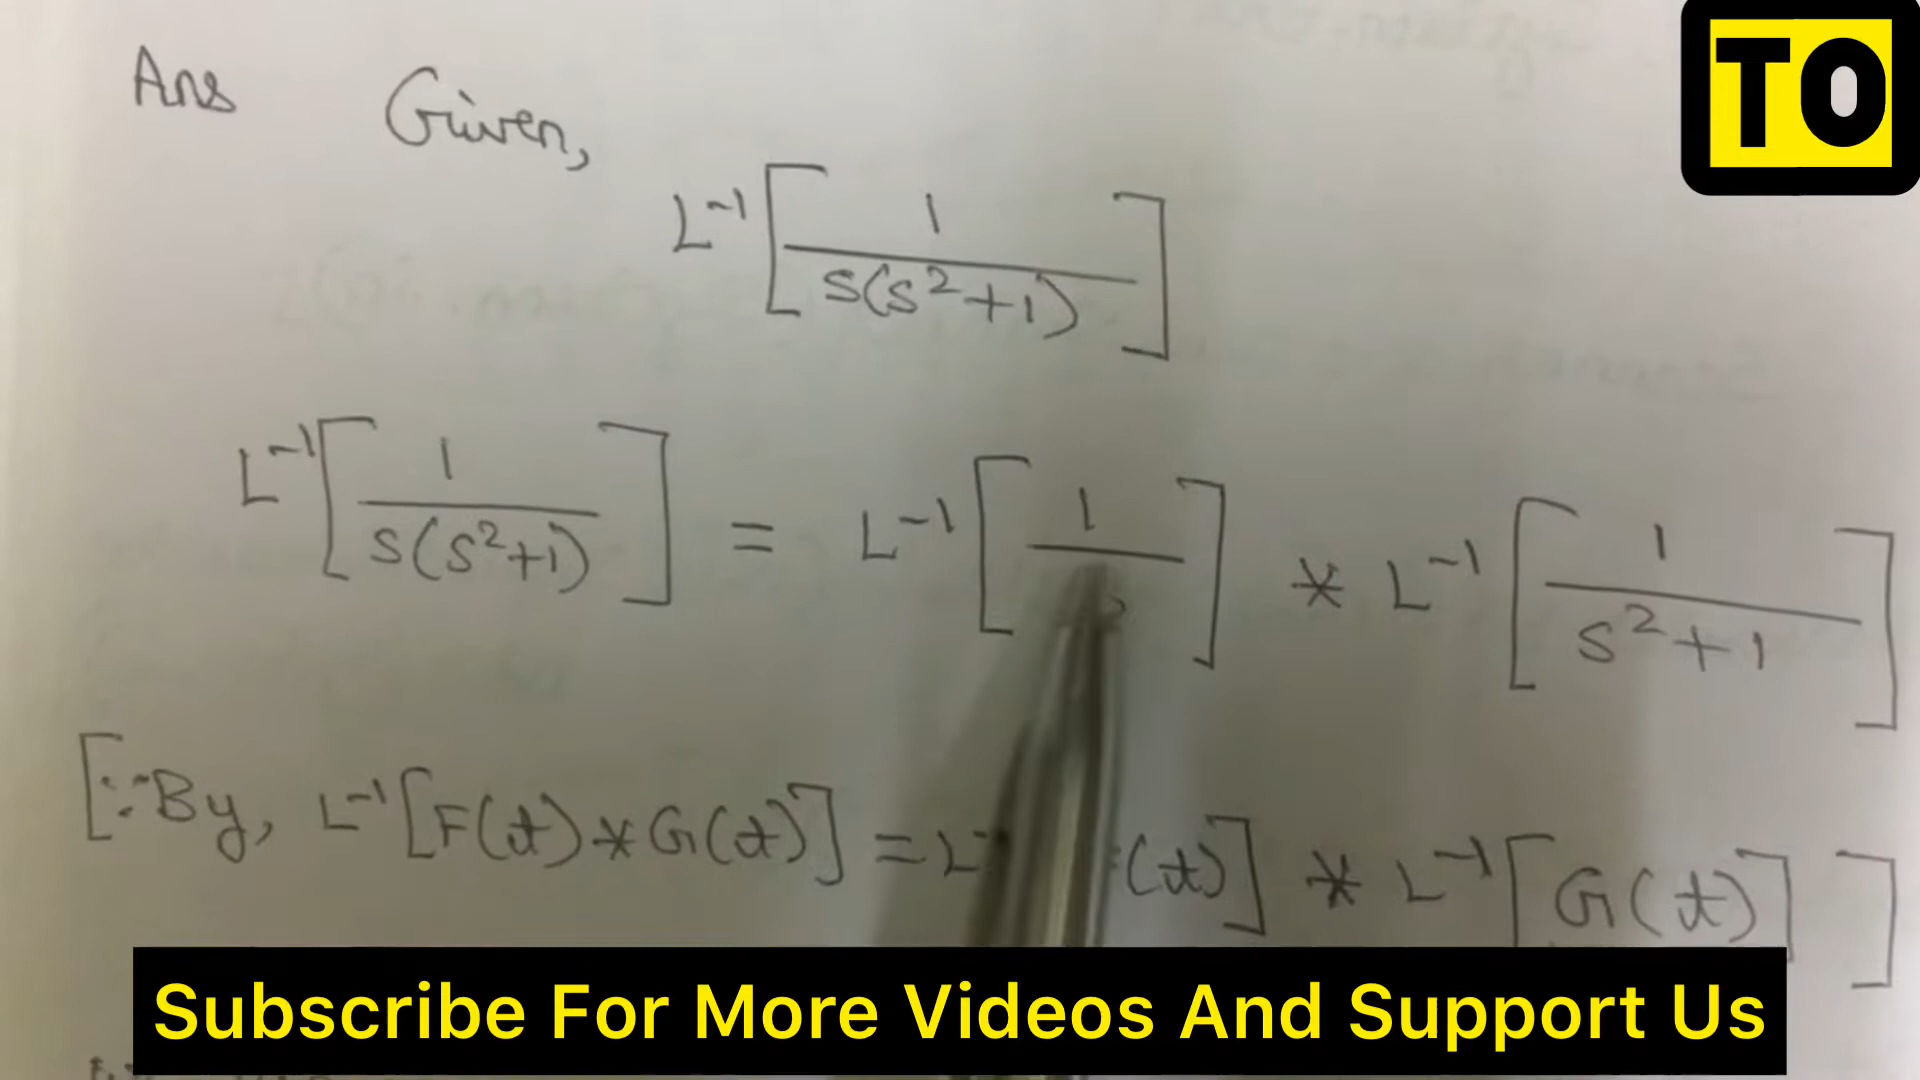 TO
Ans Given,
L⁻¹[1/s(s²+1)]
L⁻¹[1/s(s²+1)] = L⁻¹[1/ ] * L⁻¹[1/s²+1]
[∵By, L⁻¹[F(t)*G(t)] = L⁻ (t)] * L⁻¹[G(t)] ]
Subscribe For More Videos And Support Us